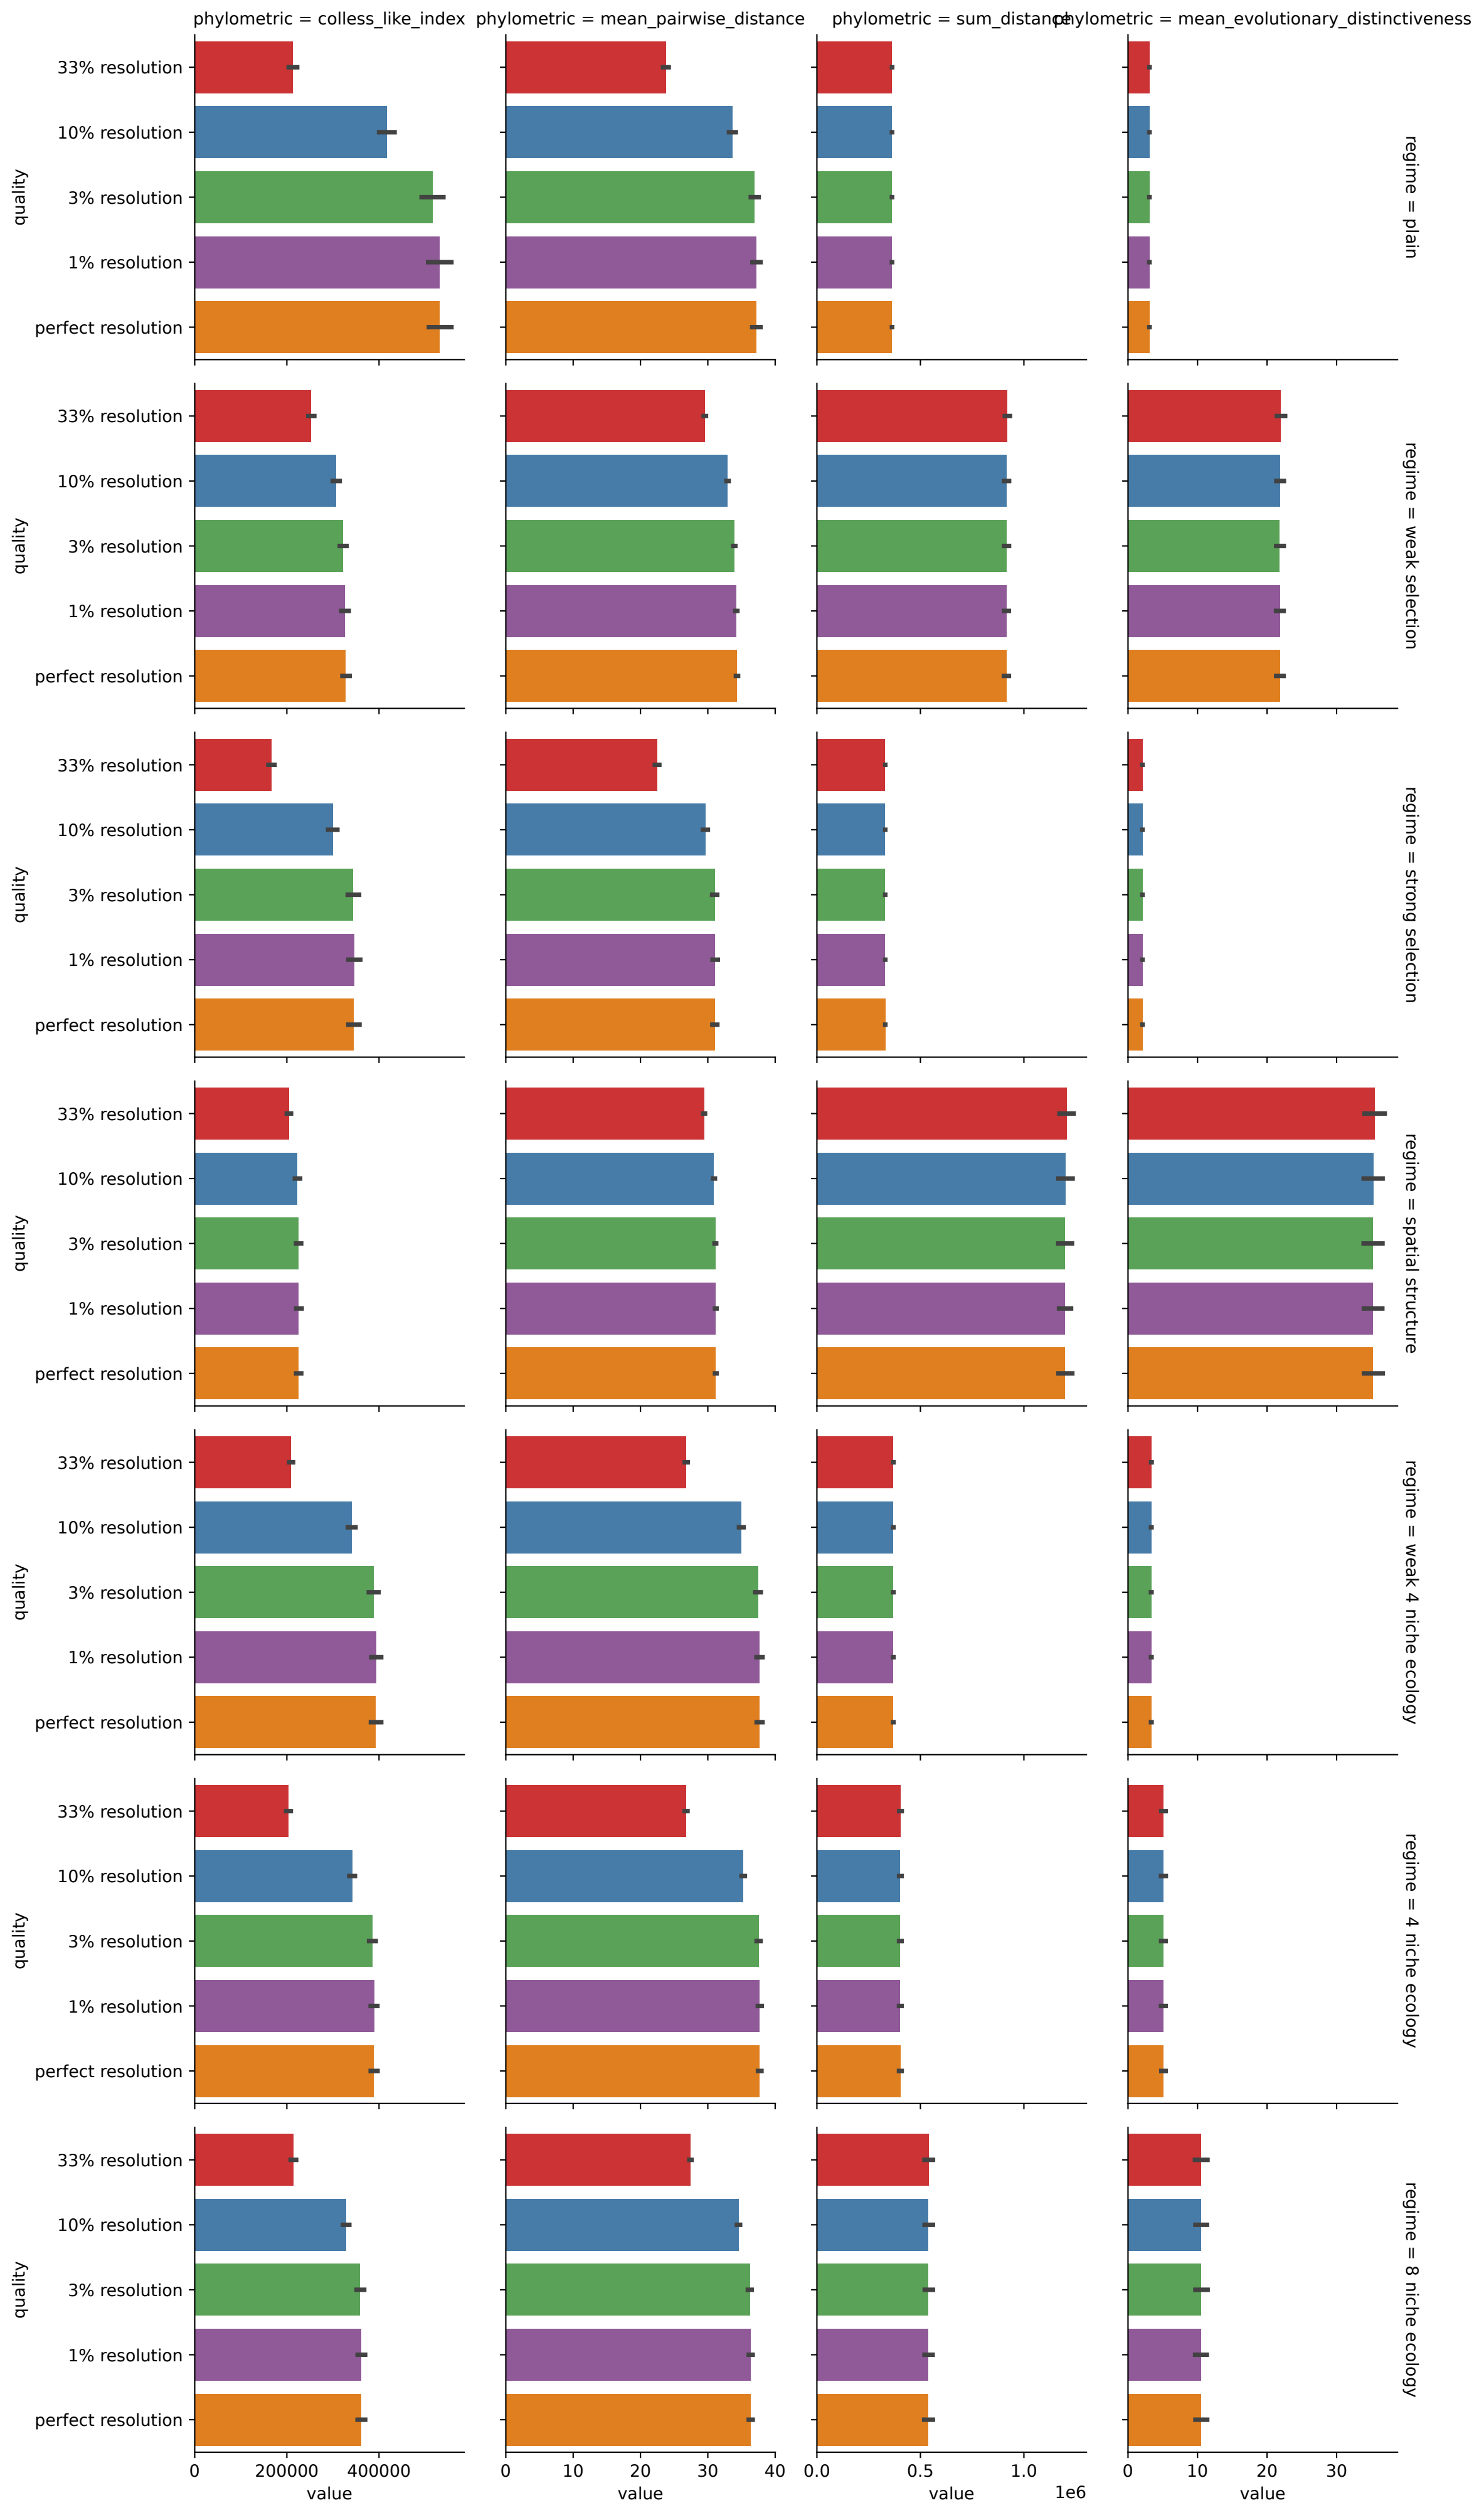 phylometric = colless_like_index
phylometric = mean_pairwise_distance
phylometric = sum_distance
phylometric = mean_evolutionary_distinctiveness
quality
33% resolution
10% resolution
3% resolution
1% resolution
perfect resolution
regime = plain
quality
33% resolution
10% resolution
3% resolution
1% resolution
perfect resolution
regime = weak selection
quality
33% resolution
10% resolution
3% resolution
1% resolution
perfect resolution
regime = strong selection
quality
33% resolution
10% resolution
3% resolution
1% resolution
perfect resolution
regime = spatial structure
quality
33% resolution
10% resolution
3% resolution
1% resolution
perfect resolution
regime = weak 4 niche ecology
quality
33% resolution
10% resolution
3% resolution
1% resolution
perfect resolution
regime = 4 niche ecology
quality
33% resolution
10% resolution
3% resolution
1% resolution
perfect resolution
regime = 8 niche ecology
0 200000 400000
value
0 10 20 30 40
value
0.0 0.5 1.0
1e6
value
0 10 20 30
value